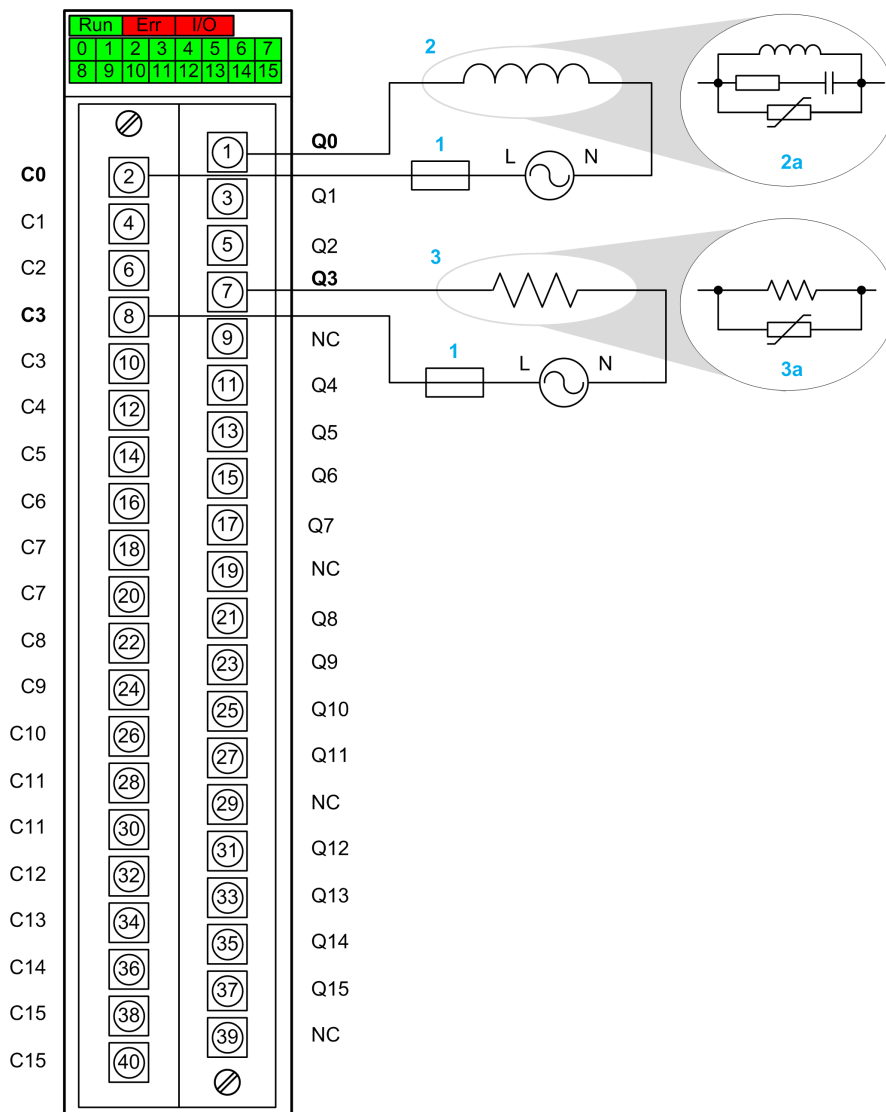 Run Err I/O
0 1 2 3 4 5 6 7
8 9 10 11 12 13 14 15
2
2a
1
L N
1 Q0
C0 2
3 Q1
C1 4
5 Q2
C2 6
3
7 Q3
C3 8
3a
1
L N
9 NC
C3 10
11 Q4
C4 12
13 Q5
C5 14
15 Q6
C6 16
17 Q7
C7 18
19 NC
C7 20
21 Q8
C8 22
23 Q9
C9 24
25 Q10
C10 26
27 Q11
C11 28
29 NC
C11 30
31 Q12
C12 32
33 Q13
C13 34
35 Q14
C14 36
37 Q15
C15 38
39 NC
C15 40